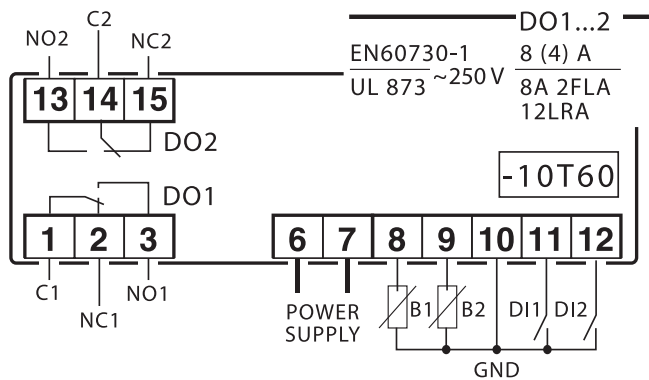 C2
NO2 NC2
DO1...2
EN60730-1 8 (4) A
~250 V
UL 873 8A 2FLA
12LRA
13 14 15
DO2
-10T60
DO1
1 2 3 6 7 8 9 10 11 12
C1 NC1 NO1
POWER
SUPPLY
B1 B2 DI1 DI2
GND